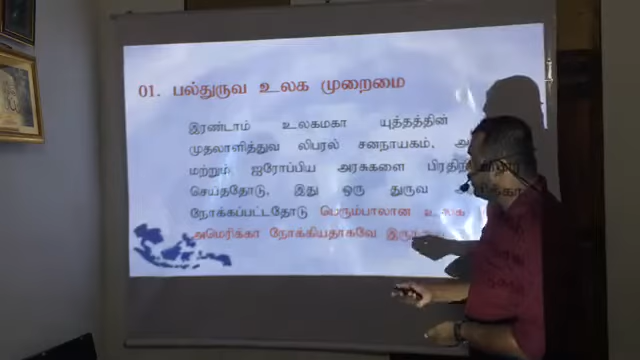 01. பல்துருவ உலக முறைமை
இரண்டாம் உலகமகா யுத்தத்தின்
முதலாளித்துவ லிபரல் சனநாயகம்,
மற்றும் ஐரோப்பிய அரசுகளை
செய்ததோடு, இது ஒரு துருவ
நோக்கப்பட்டதோடு பெரும்பாலான உலக
அமெரிக்கா நோக்கியதாகவே